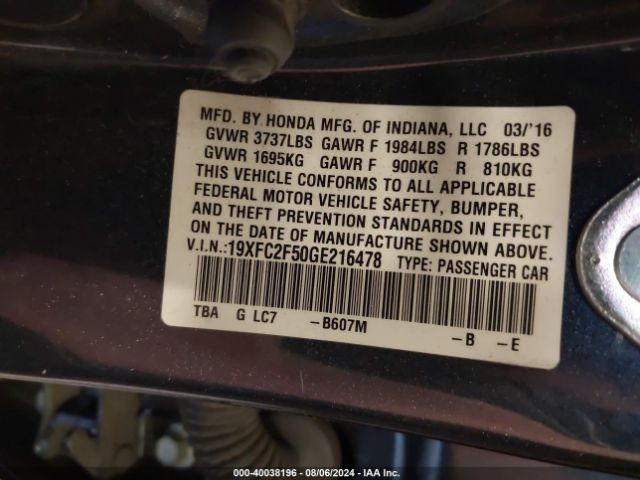 MFD. BY HONDA MFG. OF INDIANA, LLC 03/'16
GVWR 3737LBS GAWR F 1984LBS R 1786LBS
GVWR 1695KG GAWR F 900KG R 810KG
THIS VEHICLE CONFORMS TO ALL APPLICABLE
FEDERAL MOTOR VEHICLE SAFETY, BUMPER,
AND THEFT PREVENTION STANDARDS IN EFFECT
ON THE DATE OF MANUFACTURE SHOWN ABOVE.
V.I.N.:19XFC2F50GE216478 TYPE: PASSENGER CAR
TBA G LC7 -B607M -B -E
000-40038196 - 08/06/2024 - IAA Inc.